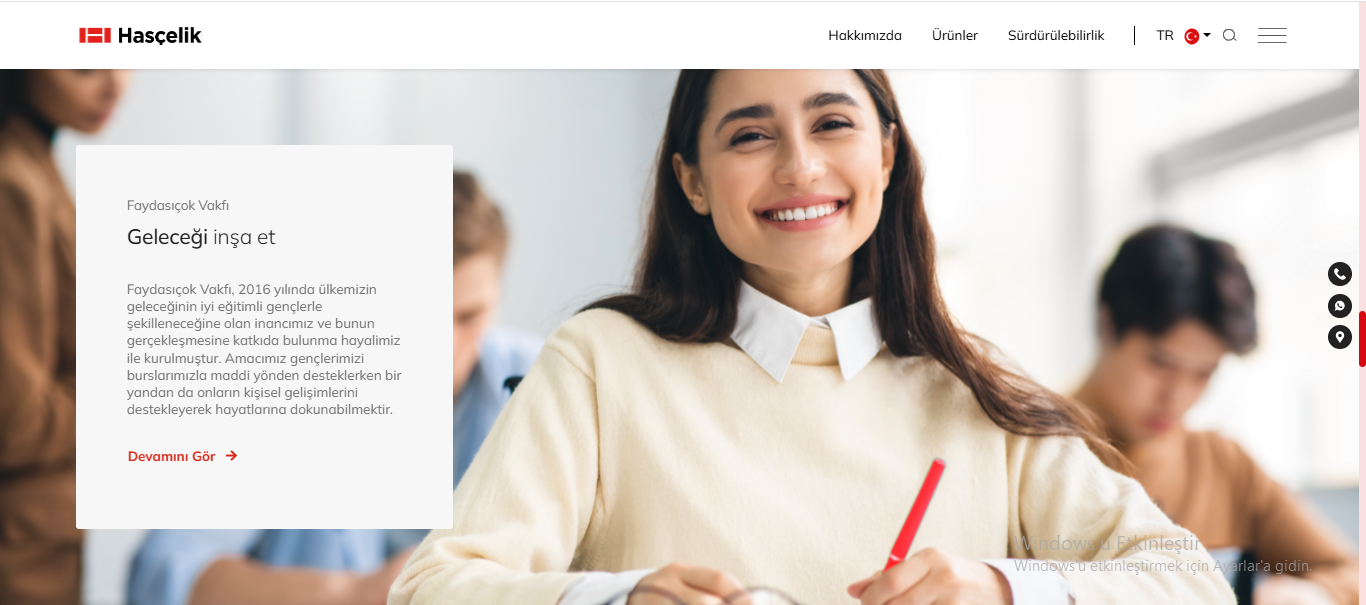 Hasçelik
Hakkımızda
Ürünler
Sürdürülebilirlik
TR
Faydasıçok Vakfı
Geleceği inşa et
Faydasıçok Vakfı, 2016 yılında ülkemizin
geleceğinin iyi eğitimli gençlerle
şekilleneceğine olan inancımız ve bunun
gerçekleşmesine katkıda bulunma hayalimiz
ile kurulmuştur. Amacımız gençlerimizi
burslarımızla maddi yönden desteklerken bir
yandan da onların kişisel gelişimlerini
destekleyerek hayatlarına dokunabilmektir.
Devamını Gör
Windows'u Etkinleştir
Windows'u etkinleştirmek için Ayarlar'a gidin.